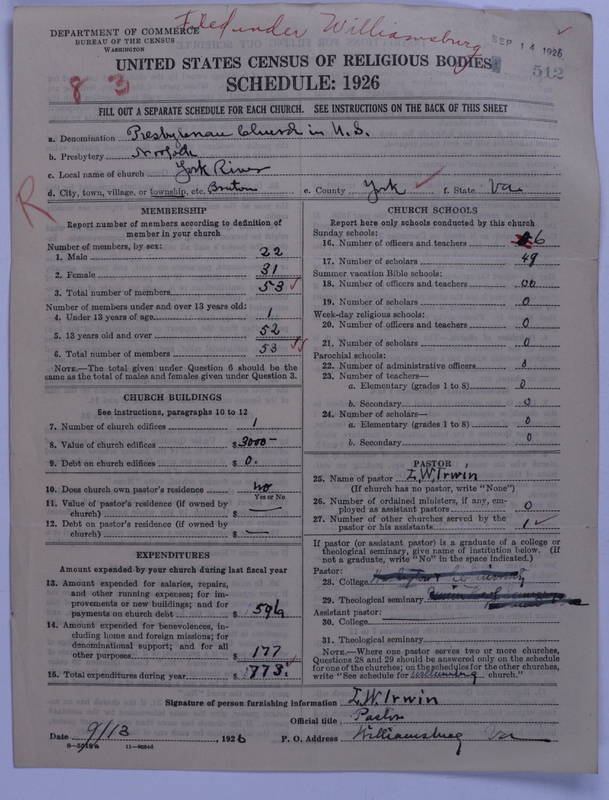 Filed under Williamsburg
DEPARTMENT OF COMMERCE
BUREAU OF THE CENSUS
WASHINGTON
SEP 14 1926
512
UNITED STATES CENSUS OF RELIGIOUS BODIES
8 3
SCHEDULE: 1926
FILL OUT A SEPARATE SCHEDULE FOR EACH CHURCH. SEE INSTRUCTIONS ON THE BACK OF THIS SHEET
a. Denomination Presbyterian Church in U.S.
b. Presbytery Norfolk
c. Local name of church York River
d. City, town, village, or township, etc. Bruton e. County York f. State Va
R
MEMBERSHIP
Report number of members according to definition of
member in your church
Number of members, by sex:
1. Male 22
2. Female 31
3. Total number of members 53
Number of members under and over 13 years old:
4. Under 13 years of age 1
5. 13 years old and over 52
6. Total number of members 53
NOTE.—The total given under Question 6 should be the
same as the total of males and females given under Question 3.
CHURCH BUILDINGS
See instructions, paragraphs 10 to 12
7. Number of church edifices 1
8. Value of church edifices $3000-
9. Debt on church edifices $ 0.
10. Does church own pastor's residence No
Yes or No
11. Value of pastor's residence (if owned by
church) $ —
12. Debt on pastor's residence (if owned by
church) $ —
EXPENDITURES
Amount expended by your church during last fiscal year
13. Amount expended for salaries, repairs,
and other running expenses; for im-
provements or new buildings; and for
payments on church debt $ 596
14. Amount expended for benevolences, in-
cluding home and foreign missions; for
denominational support; and for all
other purposes $ 177
15. Total expenditures during year $ 773.
CHURCH SCHOOLS
Report here only schools conducted by this church
Sunday schools:
16. Number of officers and teachers 6
17. Number of scholars 49
Summer vacation Bible schools:
18. Number of officers and teachers 00
19. Number of scholars 0
Week-day religious schools:
20. Number of officers and teachers 0
21. Number of scholars 0
Parochial schools:
22. Number of administrative officers
23. Number of teachers—
a. Elementary (grades 1 to 8) 0
b. Secondary 0
24. Number of scholars—
a. Elementary (grades 1 to 8) 0
b. Secondary 0
PASTOR
25. Name of pastor I.W. Irwin
(If church has no pastor, write "None")
26. Number of ordained ministers, if any, em-
ployed as assistant pastors 0
27. Number of other churches served by the
pastor or his assistants 1
If pastor (or assistant pastor) is a graduate of a college or
theological seminary, give name of institution below. (If
not a graduate, write "No" in the space indicated.)
Pastor:
28. College
29. Theological seminary
Assistant pastor:
30. College
31. Theological seminary
NOTE.—Where one pastor serves two or more churches,
Questions 28 and 29 should be answered only on the schedule
for one of the churches; on the schedules for the other churches,
write "See schedule for Williamsburg church."
Signature of person furnishing information I.W. Irwin
Official title Pastor
Date 9/13, 1926 P. O. Address Williamsburg Va